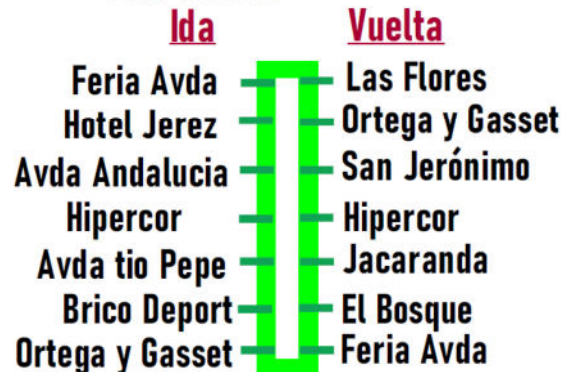 Ida Vuelta
Feria Avda Las Flores
Hotel Jerez Ortega y Gasset
Avda Andalucia San Jerónimo
Hipercor Hipercor
Avda tio Pepe Jacaranda
Brico Deport El Bosque
Ortega y Gasset Feria Avda